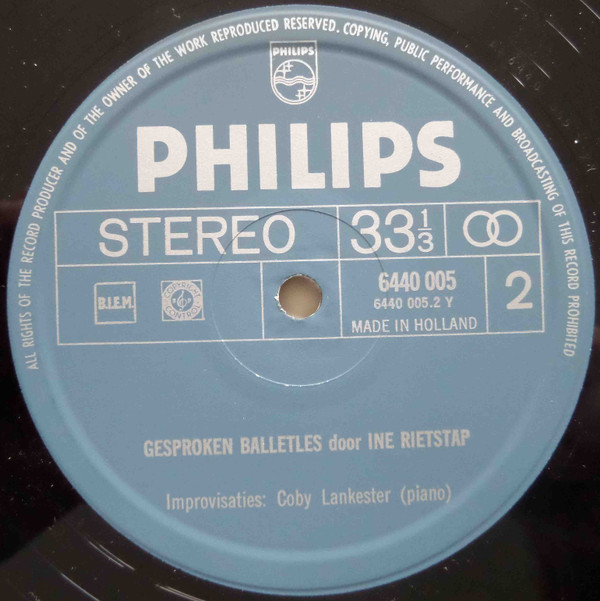 ALL RIGHTS OF THE RECORD PRODUCER AND OF THE OWNER OF THE WORK REPRODUCED RESERVED. COPYING, PUBLIC PERFORMANCE AND BROADCASTING OF THIS RECORD PROHIBITED
PHILIPS
PHILIPS
STEREO 33⅓
6440 005
B.I.E.M. 6440 005.2 Y 2
MADE IN HOLLAND
GESPROKEN BALLETLES door INE RIETSTAP
Improvisaties: Coby Lankester (piano)